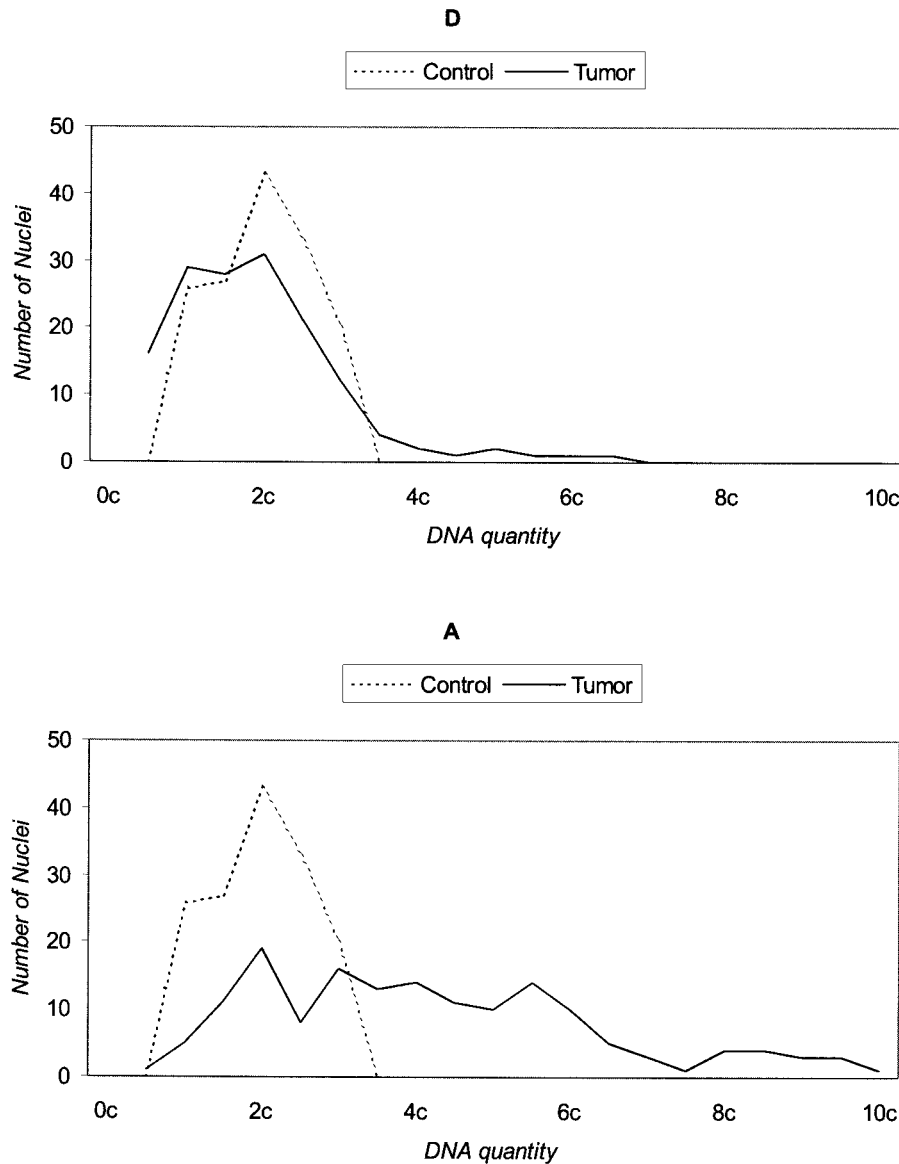 D
Control Tumor
50
40
30
20
10
0
Number of Nuclei
0c 2c 4c 6c 8c 10c
DNA quantity
A
Control Tumor
50
40
30
20
10
0
Number of Nuclei
0c 2c 4c 6c 8c 10c
DNA quantity